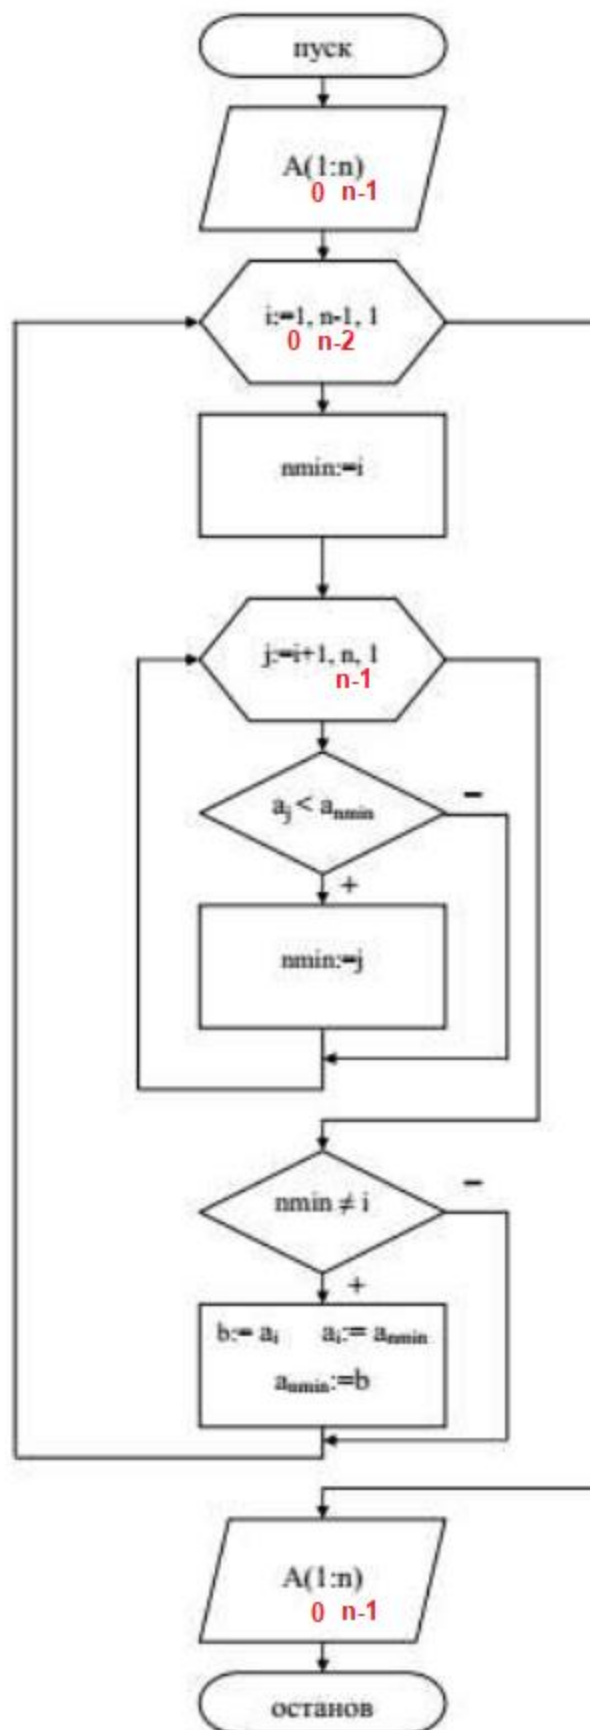 пуск
A(1:n)
0 n-1
i:=1, n-1, 1
0 n-2
nmin:=i
j:=i+1, n, 1
n-1
aj < anmin
−
+
nmin:=j
nmin ≠ i
−
+
b:= ai ai:= anmin
anmin:=b
A(1:n)
0 n-1
останов